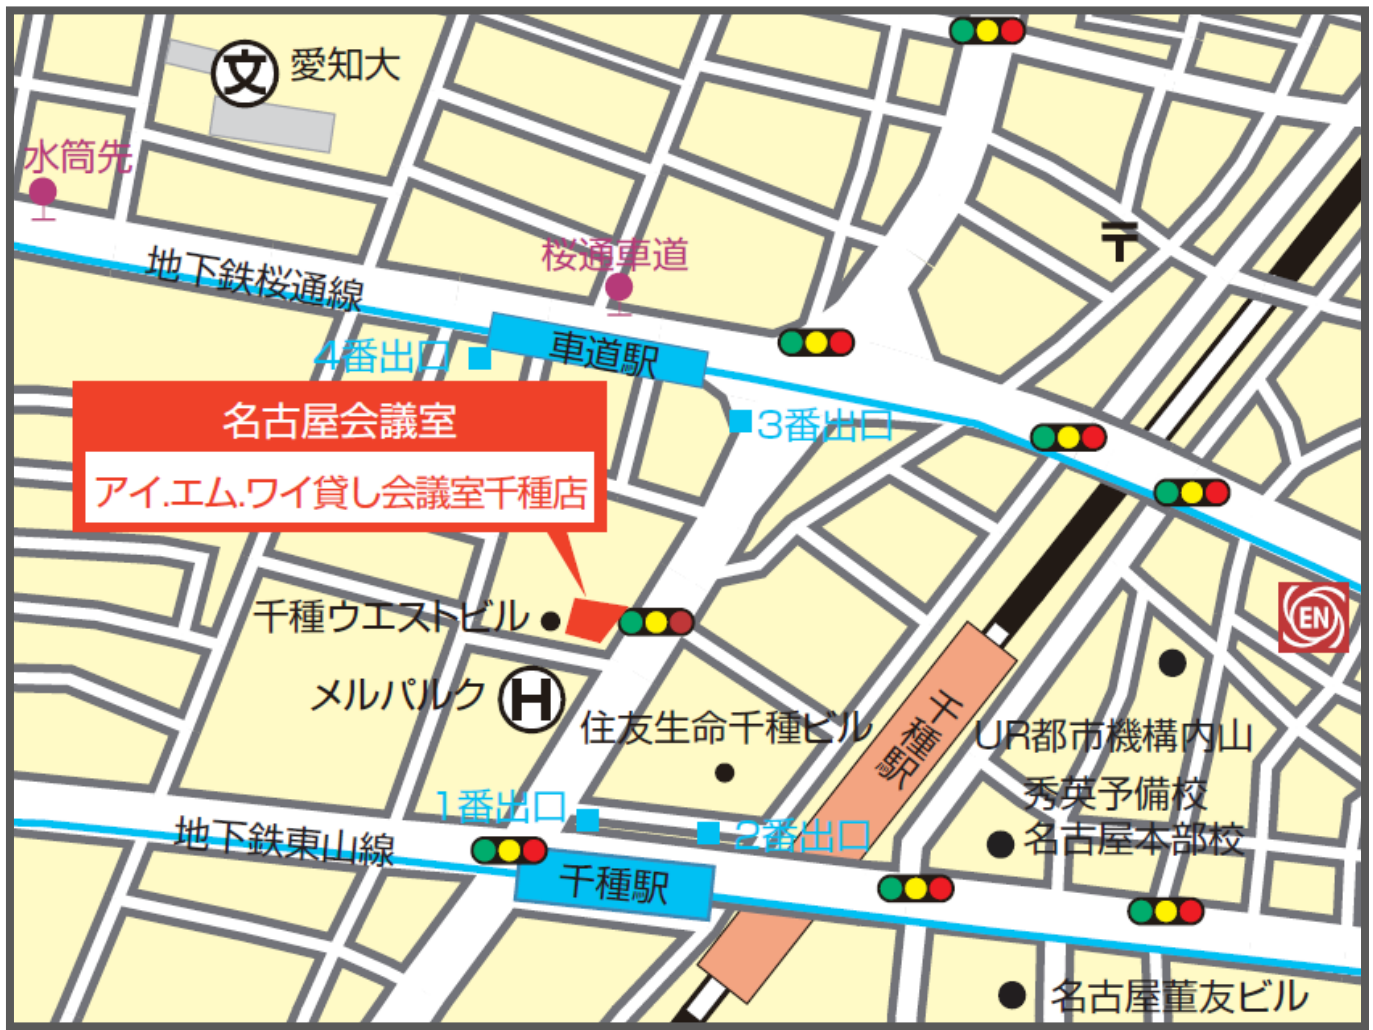 文
愛知大
水筒先
桜通車道
〒
地下鉄桜通線
車道駅
4番出口
3番出口
名古屋会議室
アイ.エム.ワイ貸し会議室千種店
EN
千種ウエストビル
メルパルク
H
住友生命千種ビル
千種駅
UR都市機構内山
秀英予備校
名古屋本部校
1番出口
2番出口
地下鉄東山線
千種駅
名古屋菫友ビル